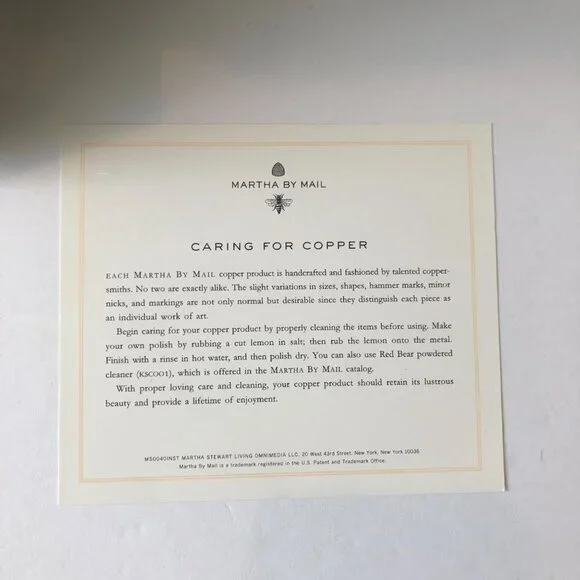 MARTHA BY MAIL
CARING FOR COPPER
EACH MARTHA BY MAIL copper product is handcrafted and fashioned by talented copper-
smiths. No two are exactly alike. The slight variations in sizes, shapes, hammer marks, minor
nicks, and markings are not only normal but desirable since they distinguish each piece as
an individual work of art.
Begin caring for your copper product by properly cleaning the items before using. Make
your own polish by rubbing a cut lemon in salt; then rub the lemon onto the metal.
Finish with a rinse in hot water, and then polish dry. You can also use Red Bear powdered
cleaner (KSC001), which is offered in the MARTHA BY MAIL catalog.
With proper loving care and cleaning, your copper product should retain its lustrous
beauty and provide a lifetime of enjoyment.
MS0040INST MARTHA STEWART LIVING OMNIMEDIA LLC, 20 West 43rd Street, New York, New York 10036
Martha By Mail is a trademark registered in the U.S. Patent and Trademark Office.